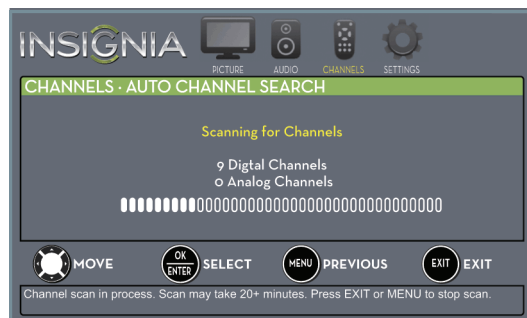 INSIGNIA
PICTURE AUDIO CHANNELS SETTINGS
CHANNELS · AUTO CHANNEL SEARCH
Scanning for Channels
9 Digtal Channels
0 Analog Channels
MOVE OK ENTER SELECT MENU PREVIOUS EXIT EXIT
Channel scan in process. Scan may take 20+ minutes. Press EXIT or MENU to stop scan.